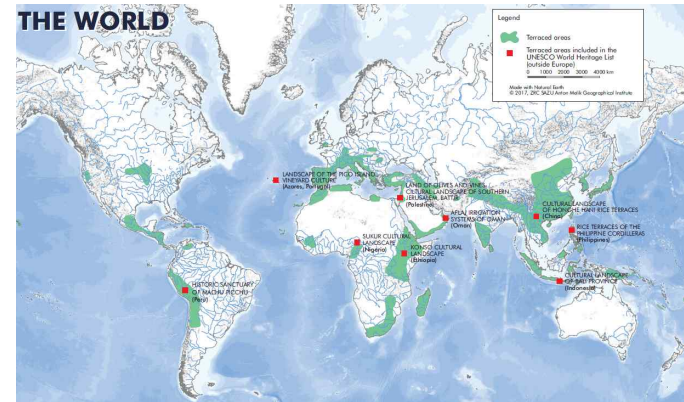 THE WORLD
Legend
Terraced areas
Terraced areas included in the
UNESCO World Heritage List
(outside Europe)
0 1000 2000 3000 4000 km
Made with Natural Earth
© 2017, ZRC SAZU Anton Melik Geographical Institute
LANDSCAPE OF THE PICO ISLAND
VINEYARD CULTURE
(Azores, Portugal)
LAND OF OLIVES AND VINES,
CULTURAL LANDSCAPE OF SOUTHERN
JERUSALEM, BATTIR
(Palestine)
AFLAJ IRRIGATION
SYSTEMS OF OMAN
(Oman)
CULTURAL LANDSCAPE
OF HONGHE HANI RICE TERRACES
(China)
RICE TERRACES OF THE
PHILIPPINE CORDILLERAS
(Philippines)
SUKUR CULTURAL
LANDSCAPE
(Nigeria)
KONSO CULTURAL
LANDSCAPE
(Ethiopia)
CULTURAL LANDSCAPE
OF BALI PROVINCE
(Indonesia)
HISTORIC SANCTUARY
OF MACHU PICCHU
(Peru)